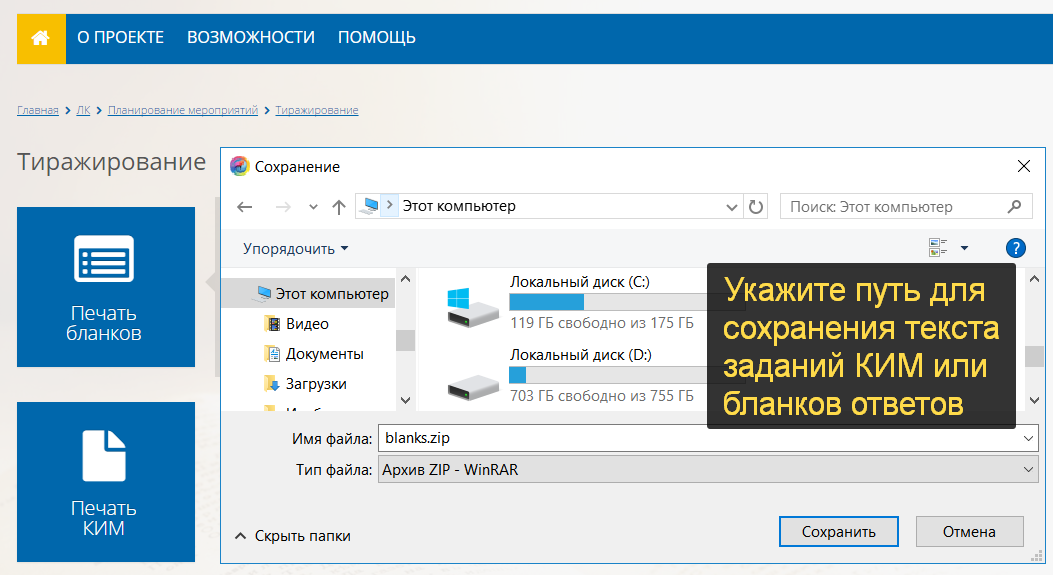 О ПРОЕКТЕ ВОЗМОЖНОСТИ ПОМОЩЬ
Главная > ЛК > Планирование мероприятий > Тиражирование
Тиражирование
Печать
бланков
Печать
КИМ
Сохранение
Этот компьютер
Поиск: Этот компьютер
Упорядочить
?
Этот компьютер
Видео
Документы
Загрузки
Локальный диск (C:)
119 ГБ свободно из 175 ГБ
Локальный диск (D:)
703 ГБ свободно из 755 ГБ
Укажите путь для
сохранения текста
заданий КИМ или
бланков ответов
Имя файла: blanks.zip
Тип файла: Архив ZIP - WinRAR
Скрыть папки
Сохранить
Отмена